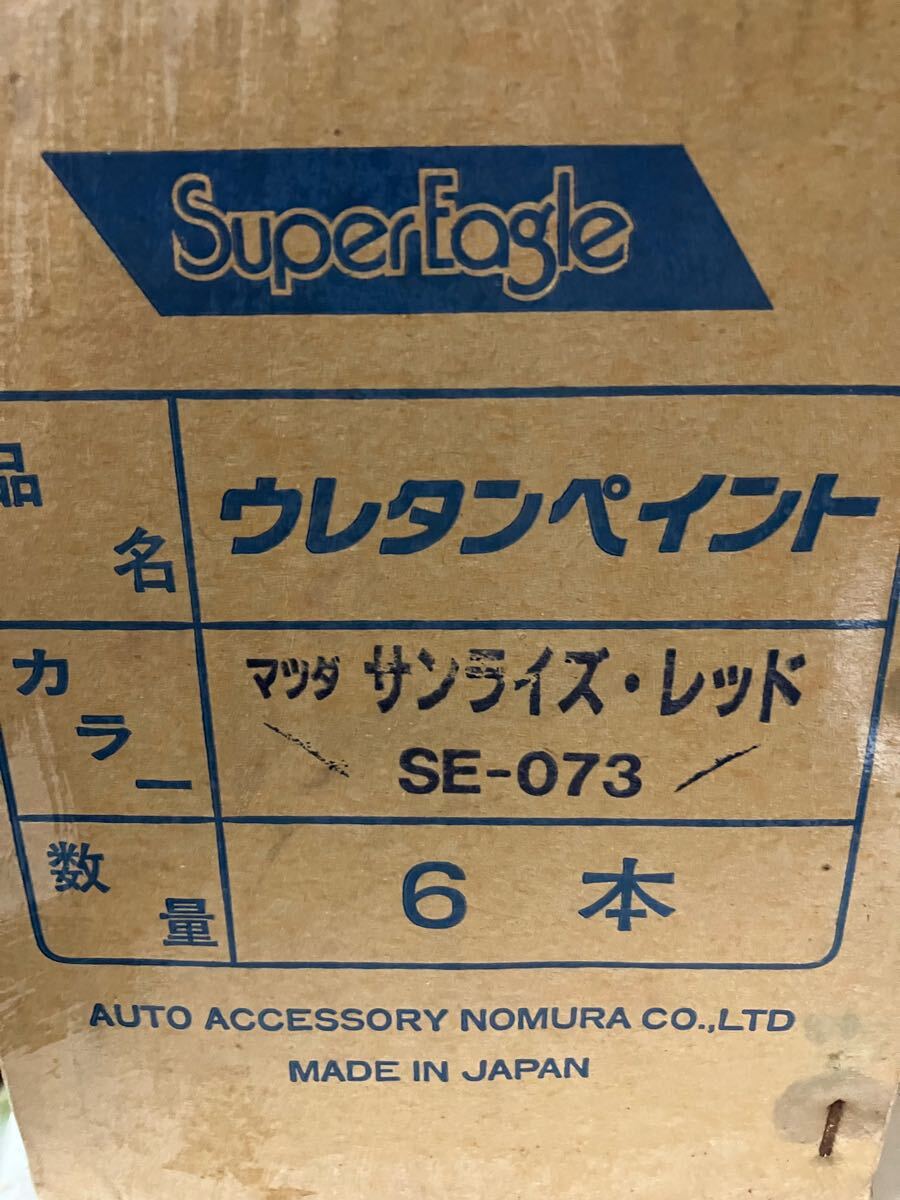 SuperEagle
品名 ウレタンペイント
カラー マツダ サンライズ・レッド
SE-073
数量 6本
AUTO ACCESSORY NOMURA CO.,LTD
MADE IN JAPAN